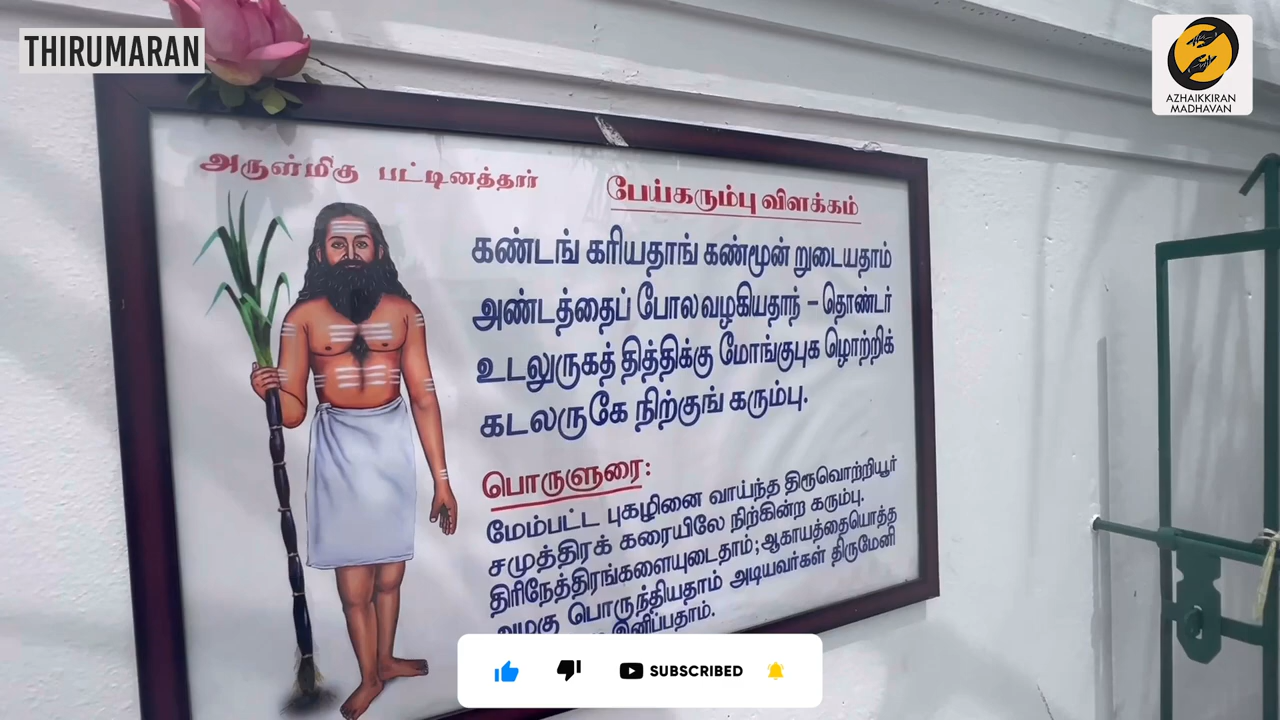 THIRUMARAN
AZHAIKKIRAN
MADHAVAN
அருள்மிகு பட்டினத்தார்
பேய்கரும்பு விளக்கம்
கண்டங் கரியதாங் கண்மூன் றுடையதாம்
அண்டத்தைப் போலவழகியதாந் – தொண்டர்
உடலுருகத் தித்திக்கு மோங்குபுக ழொற்றிக்
கடலருகே நிற்குங் கரும்பு.
பொருளுரை:
மேம்பட்ட புகழினை வாய்ந்த திருவொற்றியூர்
சமுத்திரக் கரையிலே நிற்கின்ற கரும்பு.
திரிநேத்திரங்களையுடைதாம்; ஆகாயத்தையொத்த
அழகு பொருந்தியதாம் அடியவர்கள் திருமேனி
இனிப்பதாம்.
SUBSCRIBED